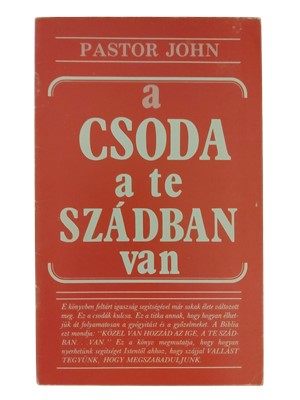 PASTOR JOHN
a
CSODA
a te
SZÁDBAN
van
E könyvben feltárt igazság segítségével már sokak élete változott
meg. Ez a csodák kulcsa. Ez a titka annak, hogy hogyan élhet-
jük át folyamatosan a gyógyulást és a győzelmeket. A Biblia
ezt mondja: "KÖZEL VAN HOZZÁD AZ IGE, A TE SZÁD-
BAN. . .VAN." Ez a könyv megmutatja, hogy hogyan
nyerhetünk segítséget Istentől ahhoz, hogy szájjal VALLÁST
TEGYÜNK, HOGY MEGSZABADULJUNK.